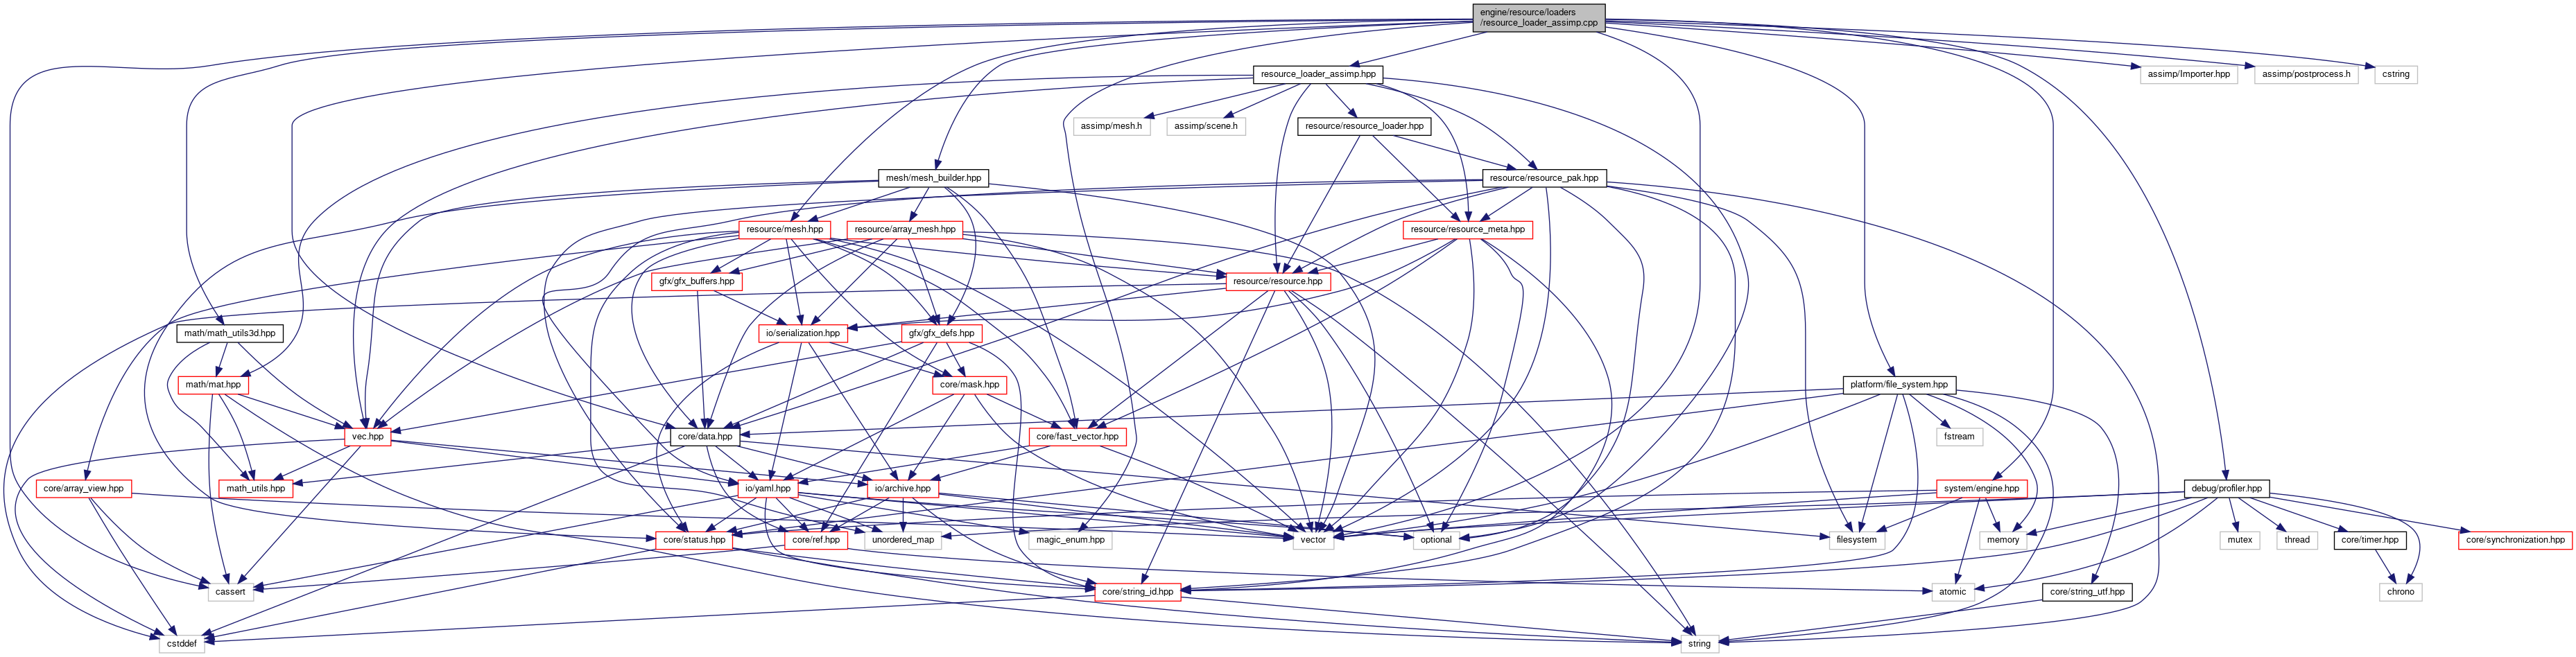 engine/resource/loaders
/resource_loader_assimp.cpp
resource_loader_assimp.hpp
assimp/Importer.hpp
assimp/postprocess.h
cstring
assimp/mesh.h
assimp/scene.h
resource/resource_loader.hpp
mesh/mesh_builder.hpp
resource/resource_pak.hpp
resource/mesh.hpp
resource/array_mesh.hpp
resource/resource_meta.hpp
gfx/gfx_buffers.hpp
resource/resource.hpp
math/math_utils3d.hpp
io/serialization.hpp
gfx/gfx_defs.hpp
math/mat.hpp
core/mask.hpp
platform/file_system.hpp
vec.hpp
core/data.hpp
core/fast_vector.hpp
fstream
core/array_view.hpp
math_utils.hpp
io/yaml.hpp
io/archive.hpp
system/engine.hpp
debug/profiler.hpp
core/status.hpp
core/ref.hpp
unordered_map
magic_enum.hpp
vector
optional
filesystem
memory
mutex
thread
core/timer.hpp
core/synchronization.hpp
cassert
core/string_id.hpp
atomic
core/string_utf.hpp
chrono
cstddef
string